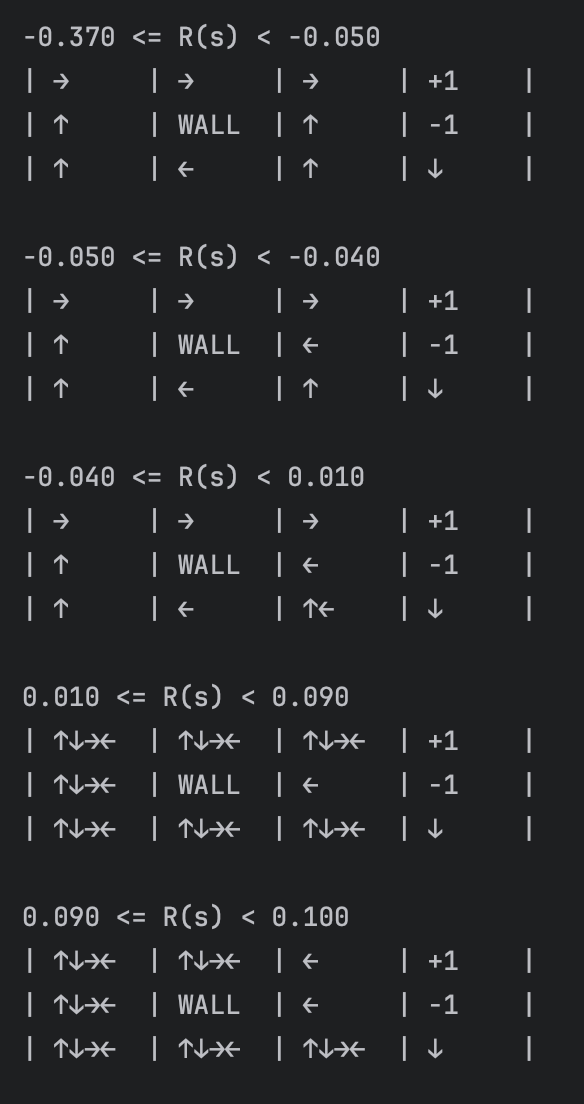 -0.370 <= R(s) < -0.050
| →     | →     | →     | +1    |
| ↑     | WALL  | ↑     | -1    |
| ↑     | ←     | ↑     | ↓     |
-0.050 <= R(s) < -0.040
| →     | →     | →     | +1    |
| ↑     | WALL  | ←     | -1    |
| ↑     | ←     | ↑     | ↓     |
-0.040 <= R(s) < 0.010
| →     | →     | →     | +1    |
| ↑     | WALL  | ←     | -1    |
| ↑     | ←     | ↑←    | ↓     |
0.010 <= R(s) < 0.090
| ↑↓→←  | ↑↓→←  | ↑↓→←  | +1    |
| ↑↓→←  | WALL  | ←     | -1    |
| ↑↓→←  | ↑↓→←  | ↑↓→←  | ↓     |
0.090 <= R(s) < 0.100
| ↑↓→←  | ↑↓→←  | ←     | +1    |
| ↑↓→←  | WALL  | ←     | -1    |
| ↑↓→←  | ↑↓→←  | ↑↓→←  | ↓     |